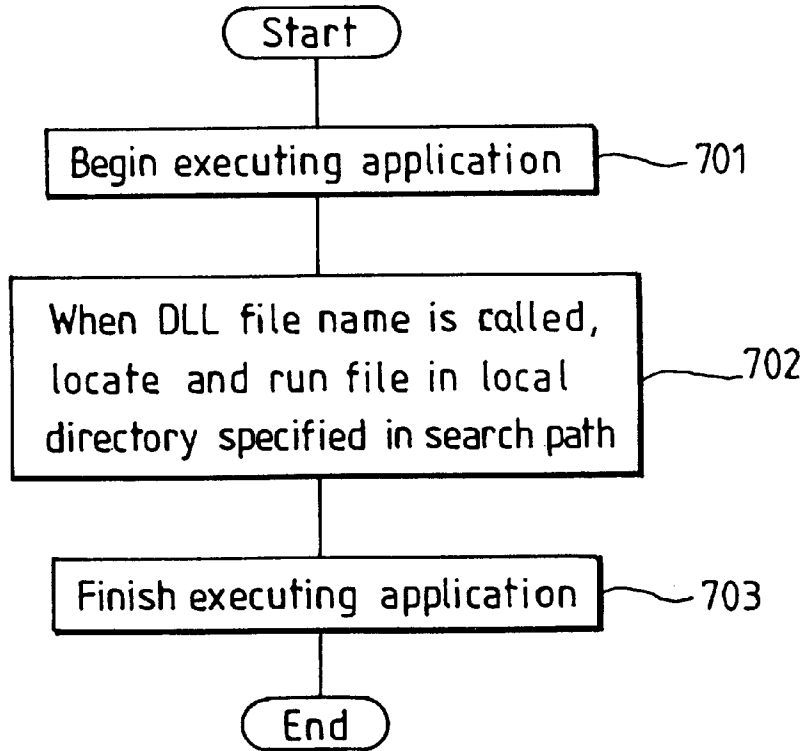 Start
Begin executing application
701
When DLL file name is called,
locate and run file in local
directory specified in search path
702
Finish executing application
703
End